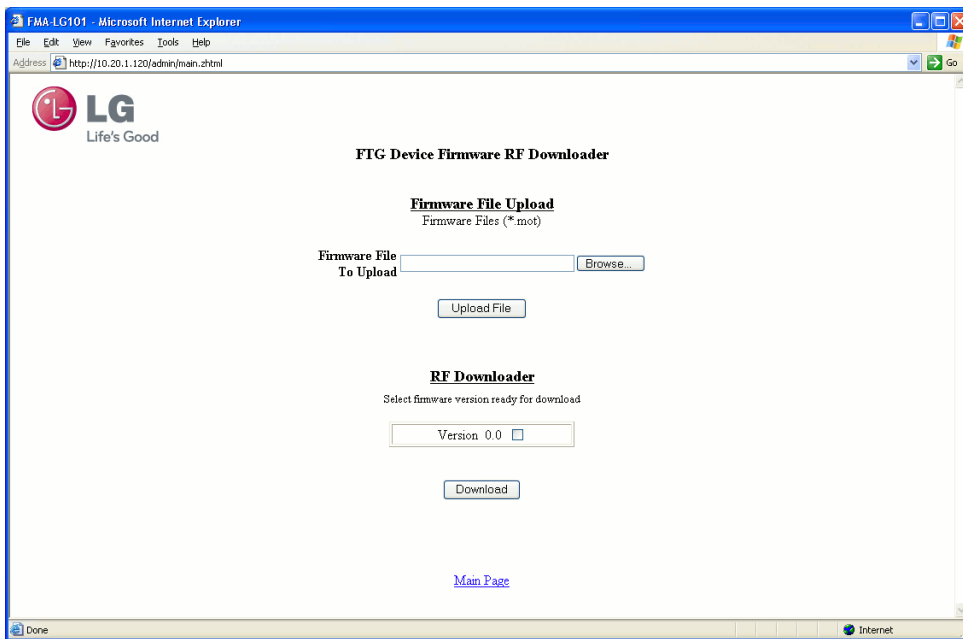 FMA-LG101 - Microsoft Internet Explorer
File Edit View Favorites Tools Help
Address http://10.20.1.120/admin/main.zhtml Go
LG
Life's Good
FTG Device Firmware RF Downloader
Firmware File Upload
Firmware Files (*.mot)
Firmware File
To Upload
Browse...
Upload File
RF Downloader
Select firmware version ready for download
Version 0.0
Download
Main Page
Done Internet